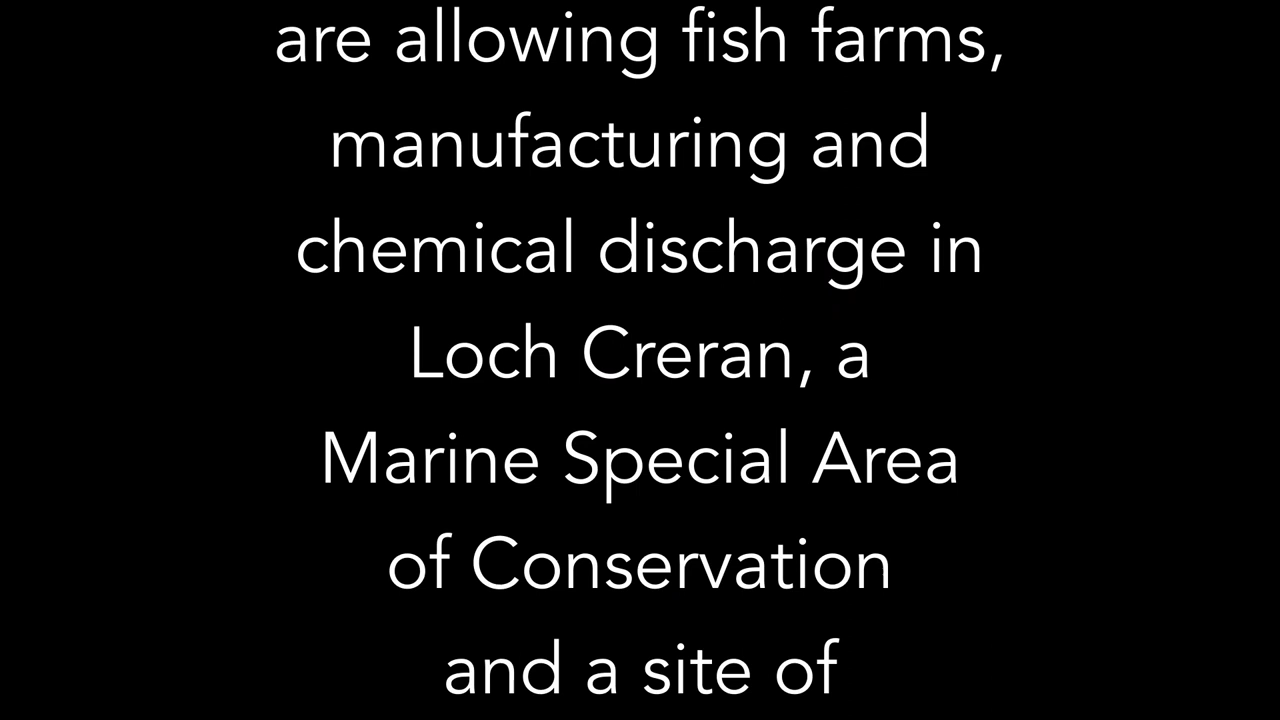 are allowing fish farms,
manufacturing and
chemical discharge in
Loch Creran, a
Marine Special Area
of Conservation
and a site of